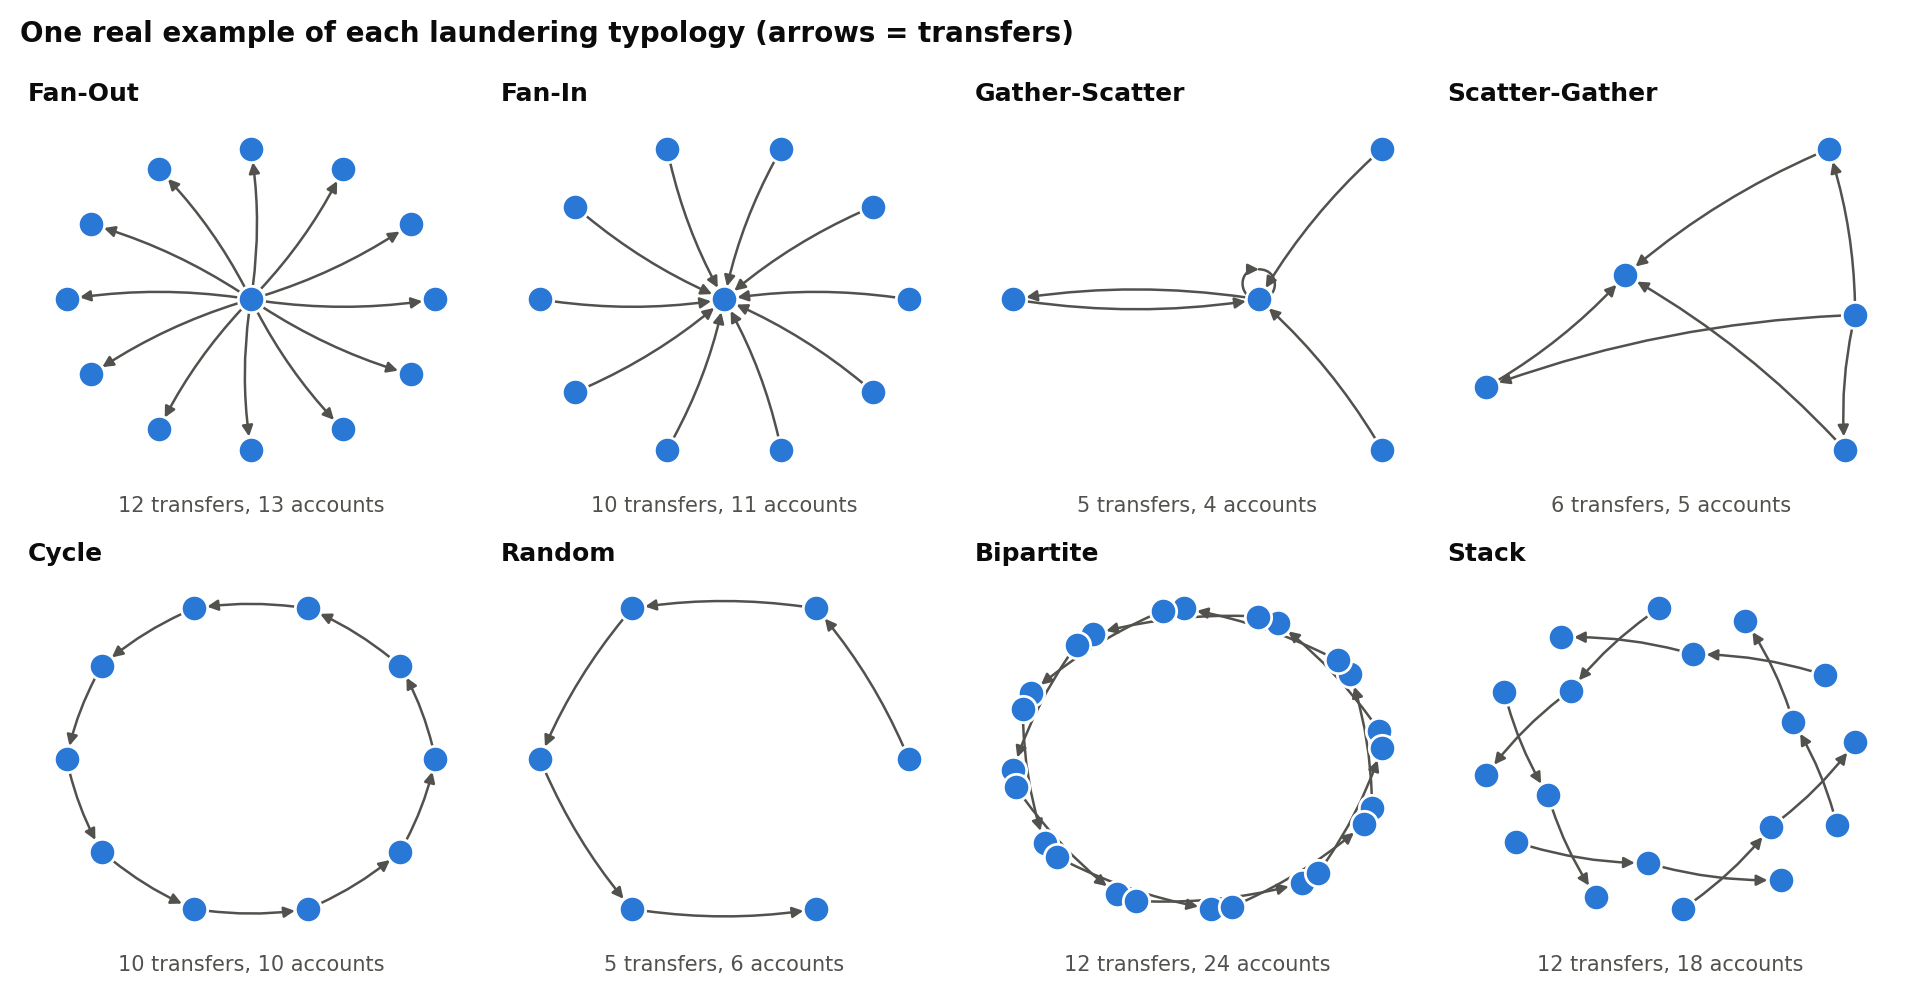 One real example of each laundering typology (arrows = transfers)
Fan-Out
Fan-In
Gather-Scatter
Scatter-Gather
12 transfers, 13 accounts
10 transfers, 11 accounts
5 transfers, 4 accounts
6 transfers, 5 accounts
Cycle
Random
Bipartite
Stack
10 transfers, 10 accounts
5 transfers, 6 accounts
12 transfers, 24 accounts
12 transfers, 18 accounts